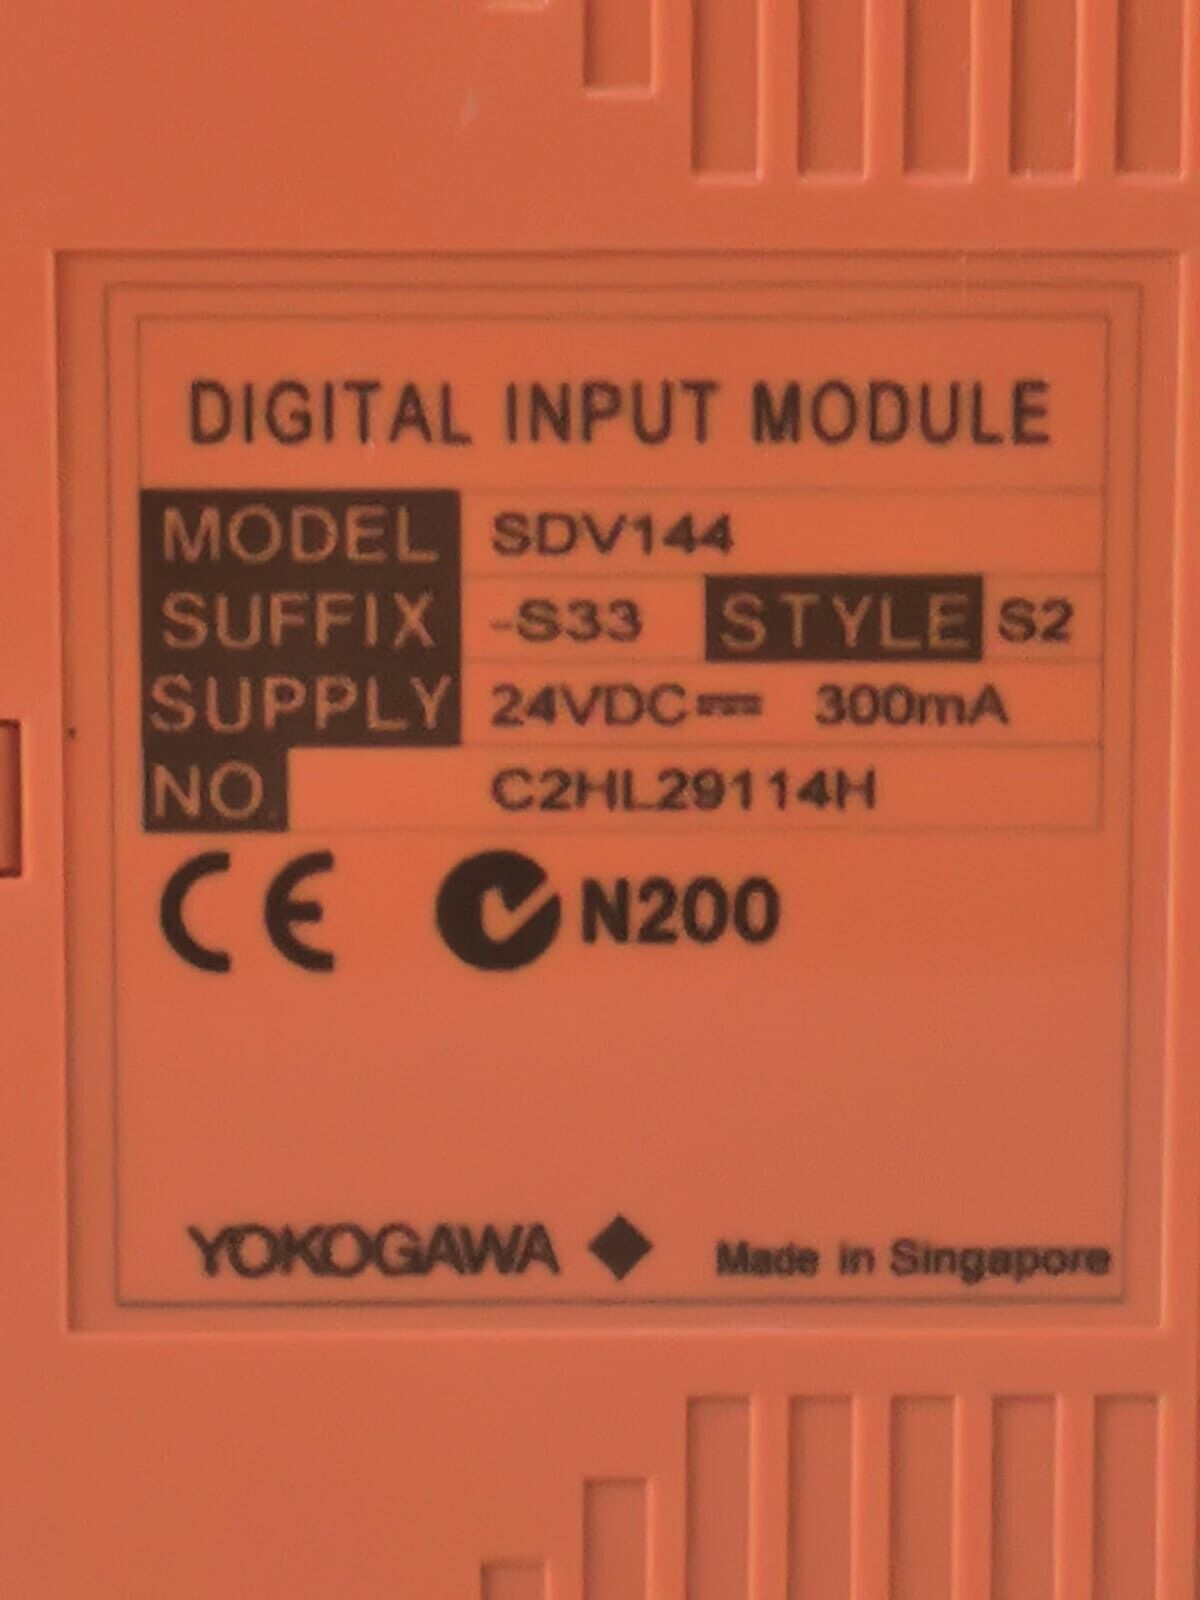 DIGITAL INPUT MODULE
MODEL SDV144
SUFFIX -S33 STYLE S2
SUPPLY 24VDC⎓ 300mA
NO. C2HL29114H
CE N200
YOKOGAWA ◆ Made in Singapore